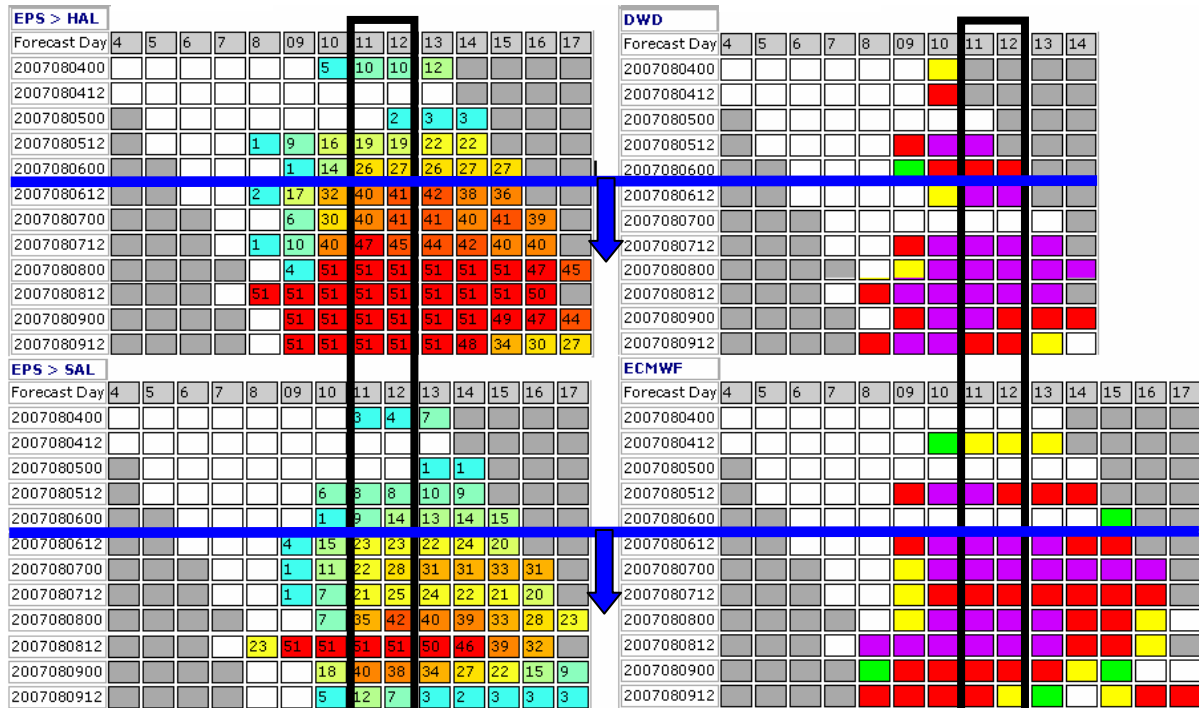 EPS > HAL
Forecast Day 4 5 6 7 8 09 10 11 12 13 14 15 16 17
2007080400 5 10 10 12
2007080412
2007080500 2 3 3
2007080512 1 9 16 19 19 22 22
2007080600 1 14 26 27 26 27 27
2007080612 2 17 32 40 41 42 38 36
2007080700 6 30 40 41 41 40 41 39
2007080712 1 10 40 47 45 44 42 40 40
2007080800 4 51 51 51 51 51 51 47 45
2007080812 51 51 51 51 51 51 51 51 50
2007080900 51 51 51 51 51 51 49 47 44
2007080912 51 51 51 51 51 48 34 30 27
DWD
Forecast Day 4 5 6 7 8 09 10 11 12 13 14
2007080400
2007080412
2007080500
2007080512
2007080600
2007080612
2007080700
2007080712
2007080800
2007080812
2007080900
2007080912
EPS > SAL
Forecast Day 4 5 6 7 8 09 10 11 12 13 14 15 16 17
2007080400 3 4 7
2007080412
2007080500 1 1
2007080512 6 8 8 10 9
2007080600 1 9 14 13 14 15
2007080612 4 15 23 23 22 24 20
2007080700 1 11 22 28 31 31 33 31
2007080712 1 7 21 25 24 22 21 20
2007080800 7 35 42 40 39 33 28 23
2007080812 23 51 51 51 51 50 46 39 32
2007080900 18 40 38 34 27 22 15 9
2007080912 5 12 7 3 2 3 3 3
ECMWF
Forecast Day 4 5 6 7 8 09 10 11 12 13 14 15 16 17
2007080400
2007080412
2007080500
2007080512
2007080600
2007080612
2007080700
2007080712
2007080800
2007080812
2007080900
2007080912